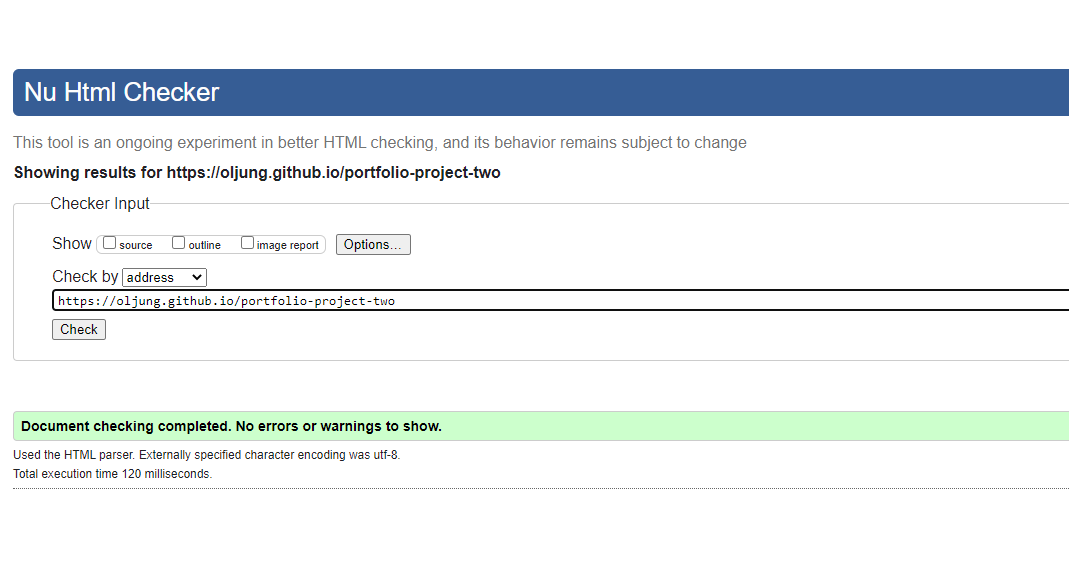 Nu Html Checker
This tool is an ongoing experiment in better HTML checking, and its behavior remains subject to change
Showing results for https://oljung.github.io/portfolio-project-two
Checker Input
Show source outline image report Options...
Check by address
https://oljung.github.io/portfolio-project-two
Check
Document checking completed. No errors or warnings to show.
Used the HTML parser. Externally specified character encoding was utf-8.
Total execution time 120 milliseconds.